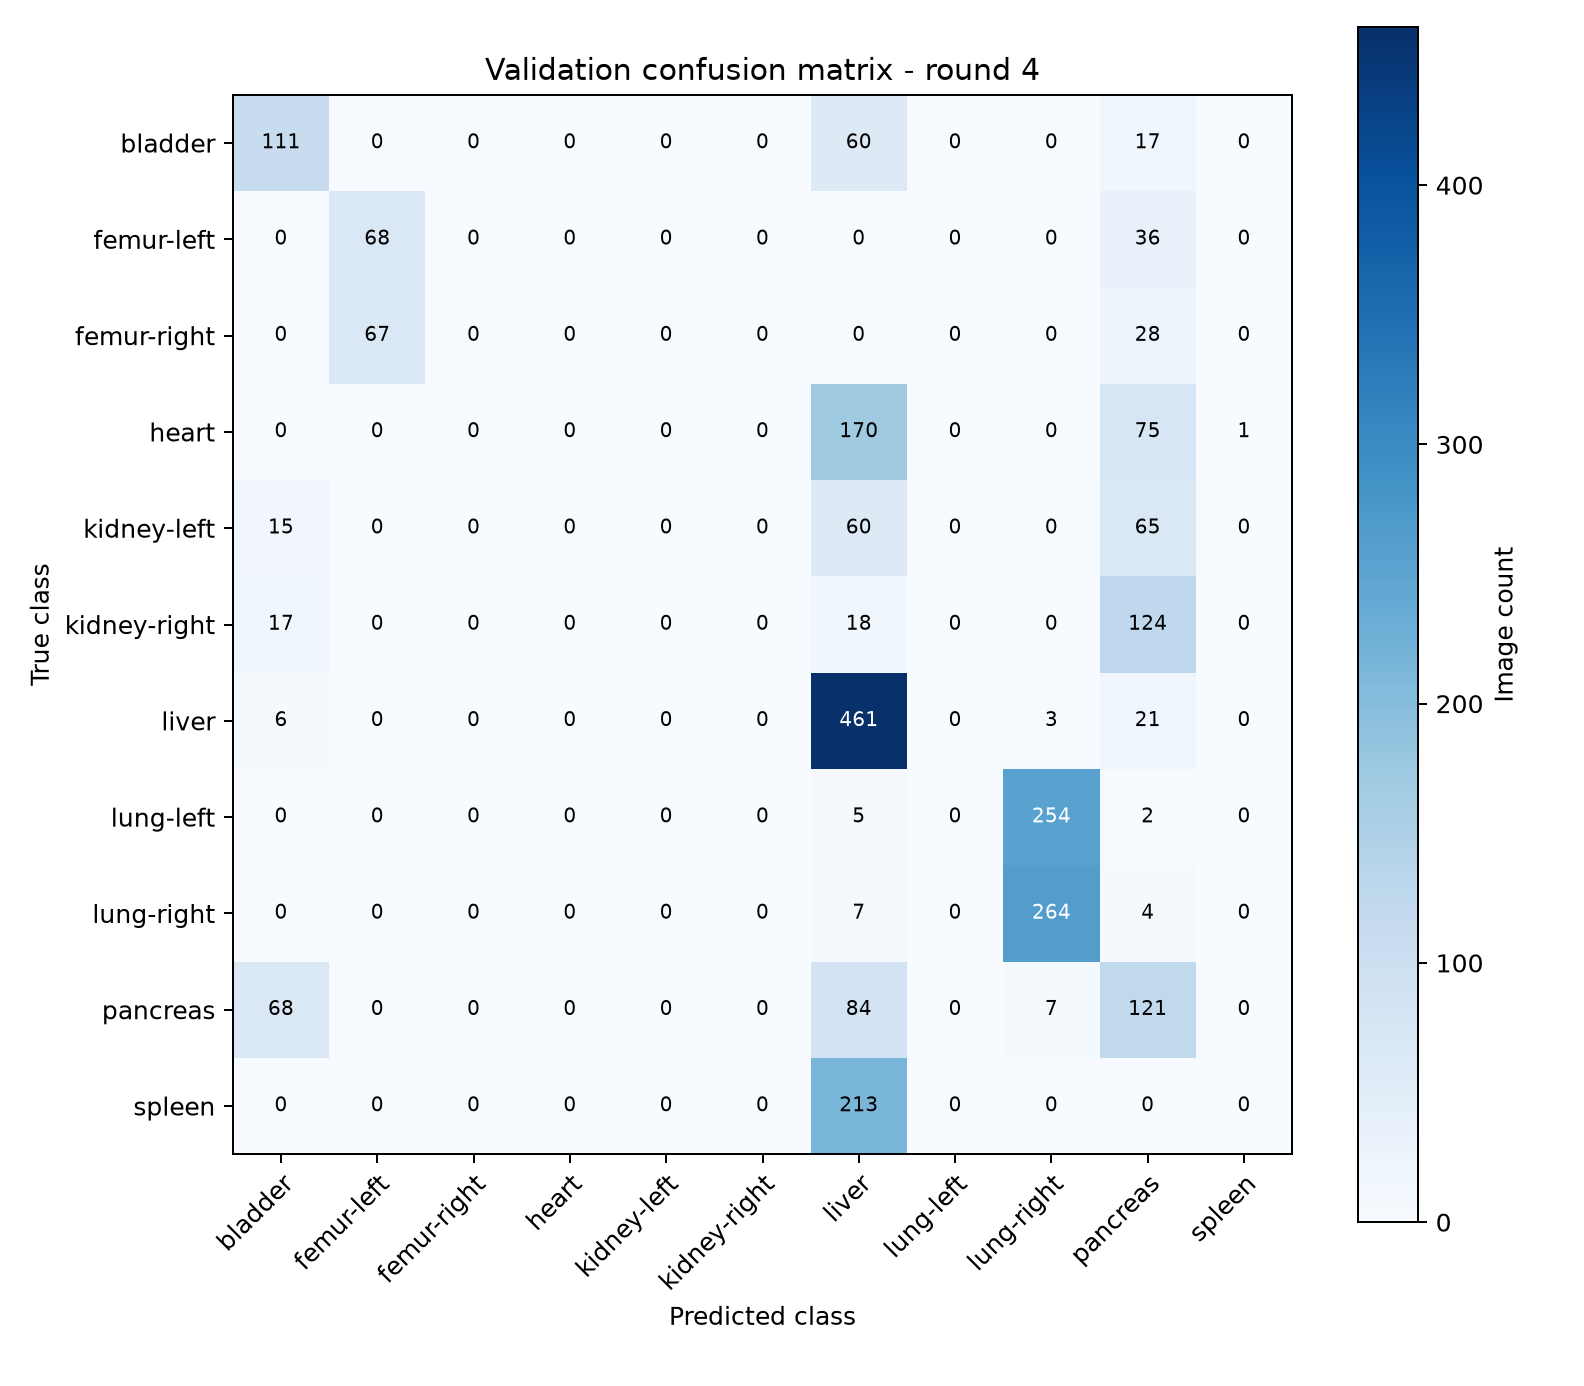 Validation confusion matrix - round 4
bladder 111 0 0 0 0 0 60 0 0 17 0
femur-left 0 68 0 0 0 0 0 0 0 36 0
femur-right 0 67 0 0 0 0 0 0 0 28 0
heart 0 0 0 0 0 0 170 0 0 75 1
kidney-left 15 0 0 0 0 0 60 0 0 65 0
kidney-right 17 0 0 0 0 0 18 0 0 124 0
liver 6 0 0 0 0 0 461 0 3 21 0
lung-left 0 0 0 0 0 0 5 0 254 2 0
lung-right 0 0 0 0 0 0 7 0 264 4 0
pancreas 68 0 0 0 0 0 84 0 7 121 0
spleen 0 0 0 0 0 0 213 0 0 0 0
True class
bladder femur-left femur-right heart kidney-left kidney-right liver lung-left lung-right pancreas spleen
Predicted class
400
300
200
100
0
Image count